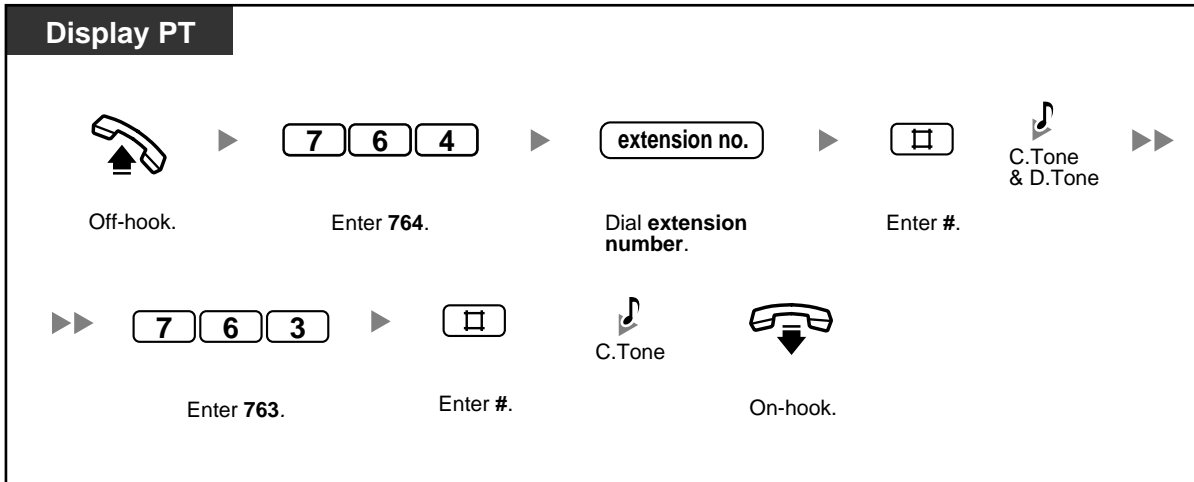 Display PT
7 6 4
extension no.
#
C.Tone
& D.Tone
Off-hook.
Enter 764.
Dial extension
number.
Enter #.
7 6 3
#
C.Tone
Enter 763.
Enter #.
On-hook.